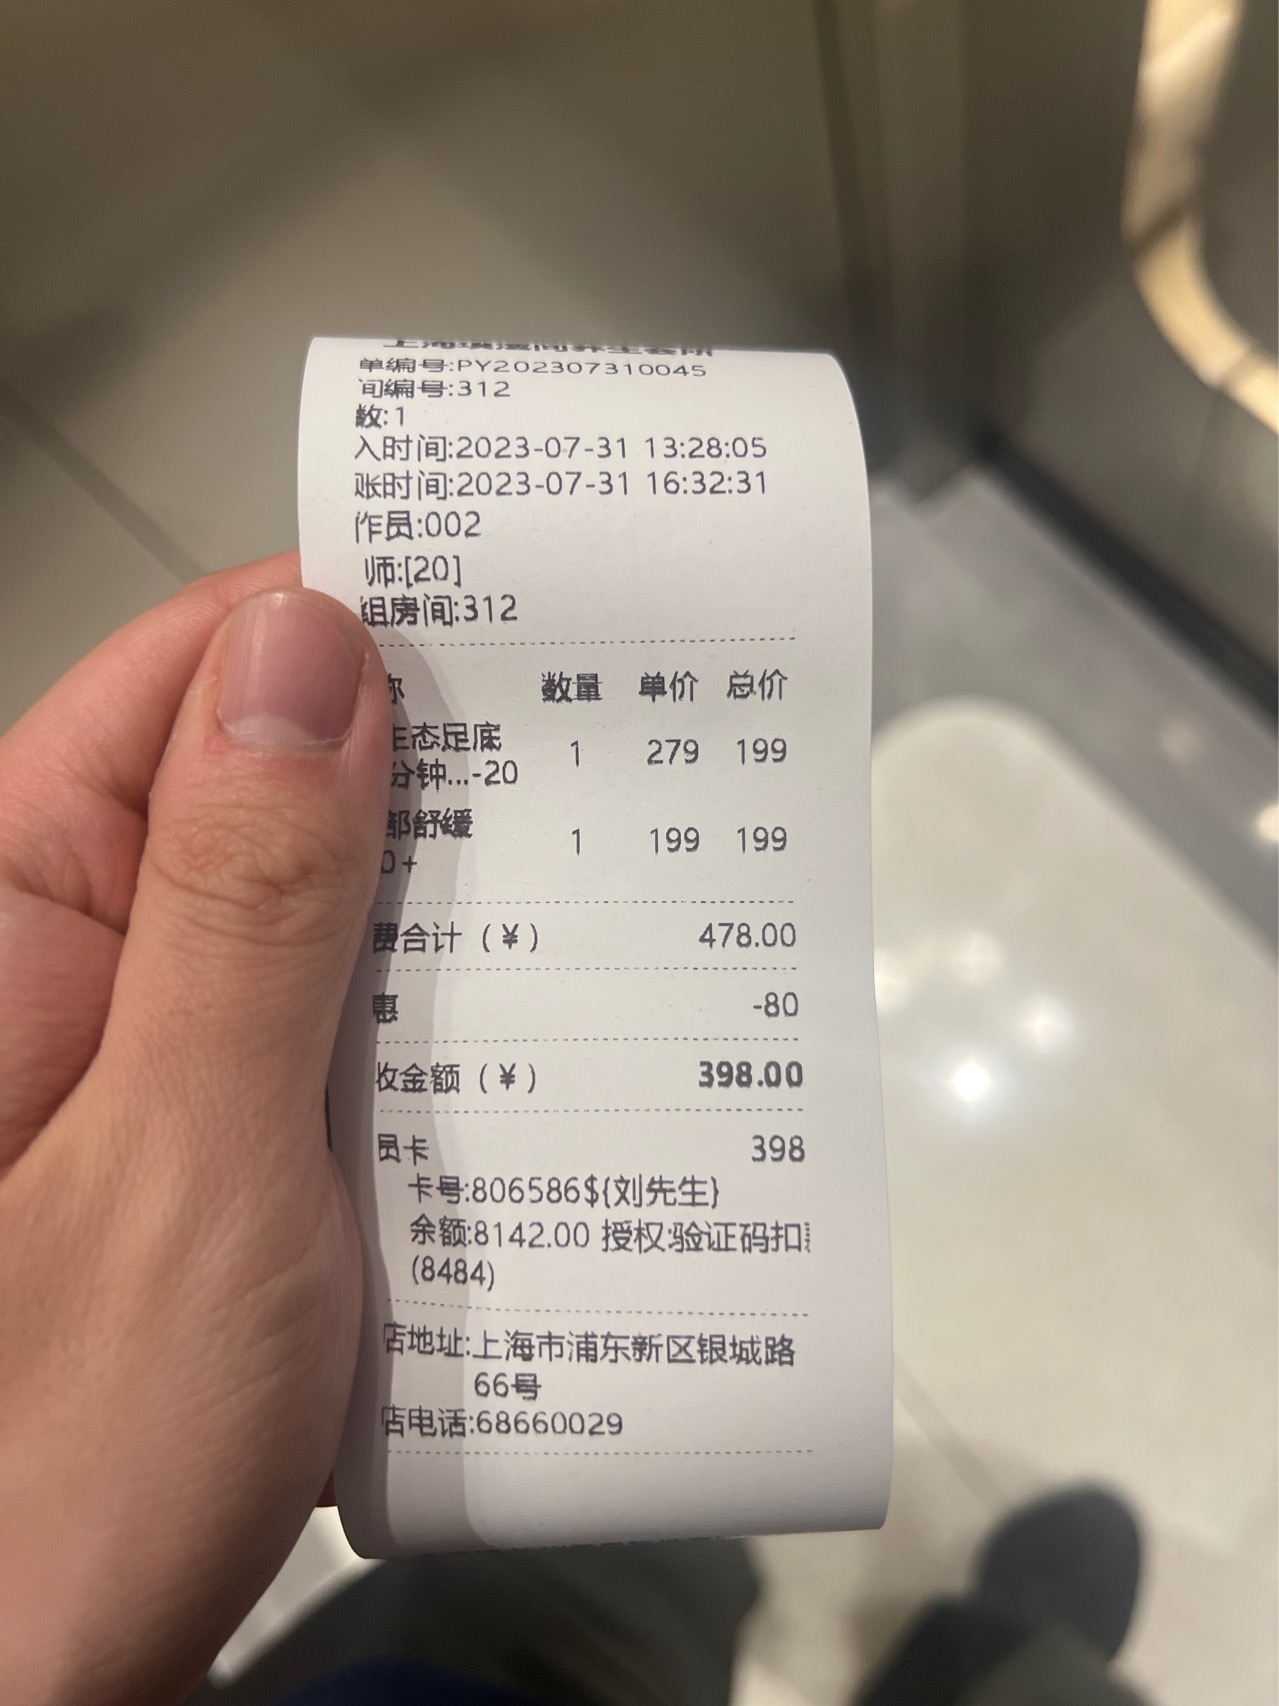 单编号:PY202307310045
间编号:312
数:1
入时间:2023-07-31 13:28:05
账时间:2023-07-31 16:32:31
作员:002
师:[20]
组房间:312
称 数量 单价 总价
生态足底
分钟...-20 1 279 199
部舒缓
0+ 1 199 199
费合计（¥） 478.00
惠 -80
收金额（¥） 398.00
员卡 398
卡号:806586${刘先生}
余额:8142.00 授权:验证码扣
(8484)
店地址:上海市浦东新区银城路
66号
店电话:68660029